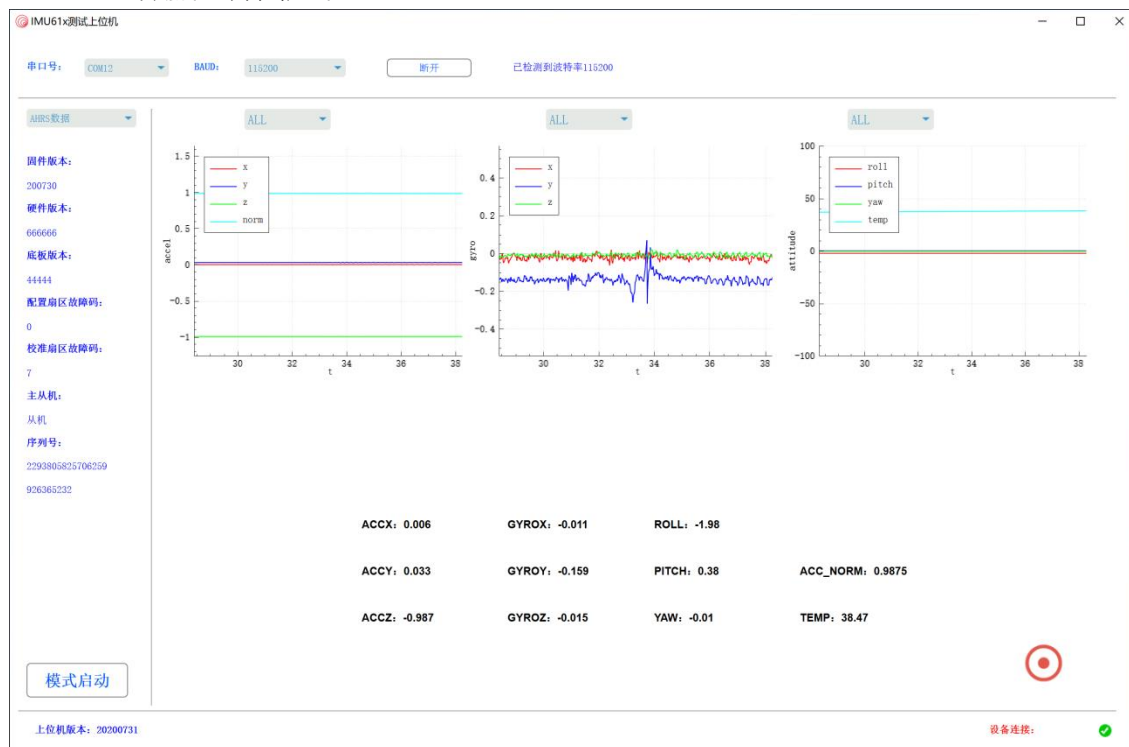 IMU61x测试上位机
串口号: COM12 BAUD: 115200 断开 已检测到波特率115200
AHRS数据 ALL ALL ALL
固件版本:
200730
硬件版本:
666666
底板版本:
44444
配置扇区故障码:
0
校准扇区故障码:
7
主从机:
从机
序列号:
2293805825706259
926365232
accel
1.5
1
0.5
0
-0.5
-1
x
y
z
norm
30 32 34 36 38
t
gyro
0.4
0.2
0
-0.2
-0.4
x
y
z
30 32 34 36 38
t
attitude
100
50
0
-50
-100
roll
pitch
yaw
temp
30 32 34 36 38
t
ACCX: 0.006 GYROX: -0.011 ROLL: -1.98
ACCY: 0.033 GYROY: -0.159 PITCH: 0.38 ACC_NORM: 0.9875
ACCZ: -0.987 GYROZ: -0.015 YAW: -0.01 TEMP: 38.47
模式启动
上位机版本: 20200731 设备连接: